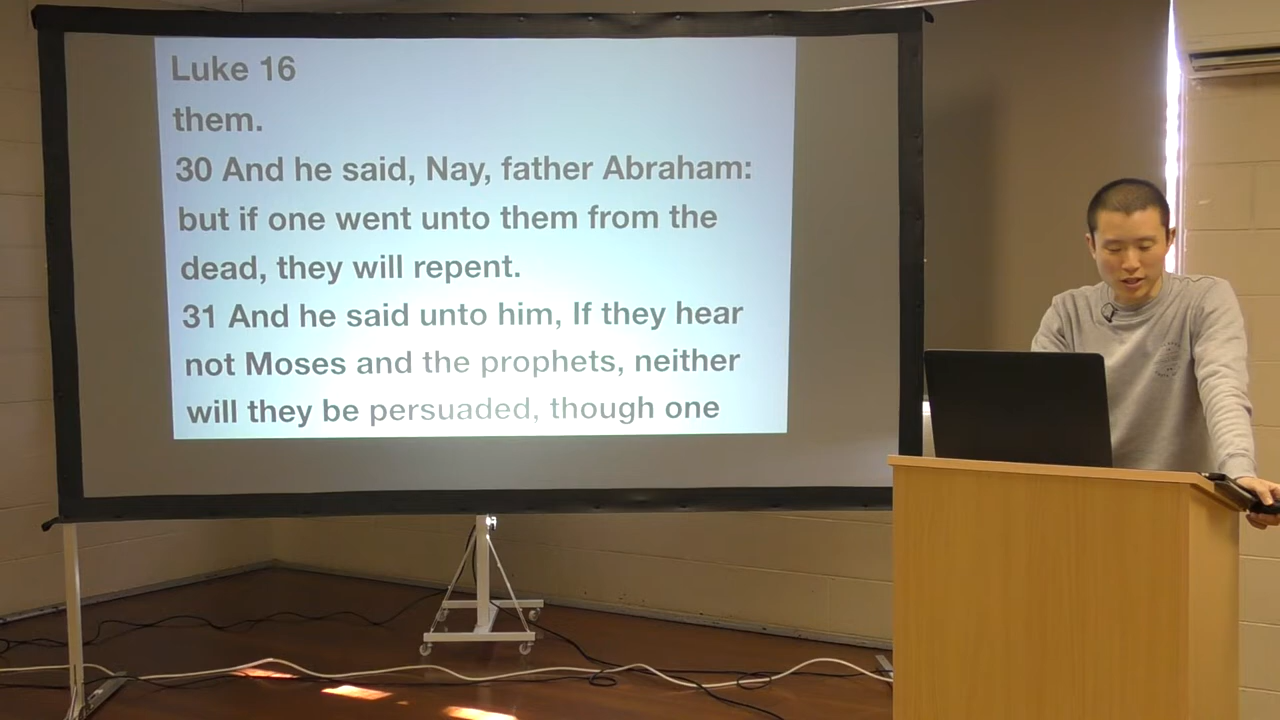 Luke 16
them.
30 And he said, Nay, father Abraham:
but if one went unto them from the
dead, they will repent.
31 And he said unto him, If they hear
not Moses and the prophets, neither
will they be persuaded, though one